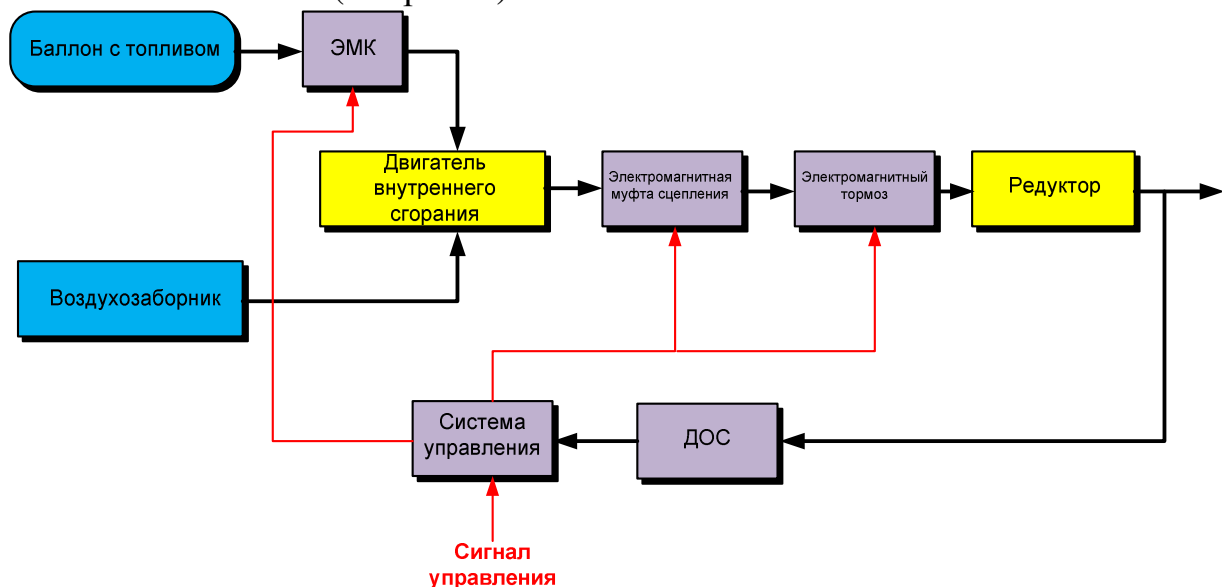 Баллон с топливом
ЭМК
Двигатель
внутреннего
сгорания
Электромагнитная
муфта сцепления
Электромагнитный
тормоз
Редуктор
Воздухозаборник
Система
управления
ДОС
Сигнал
управления